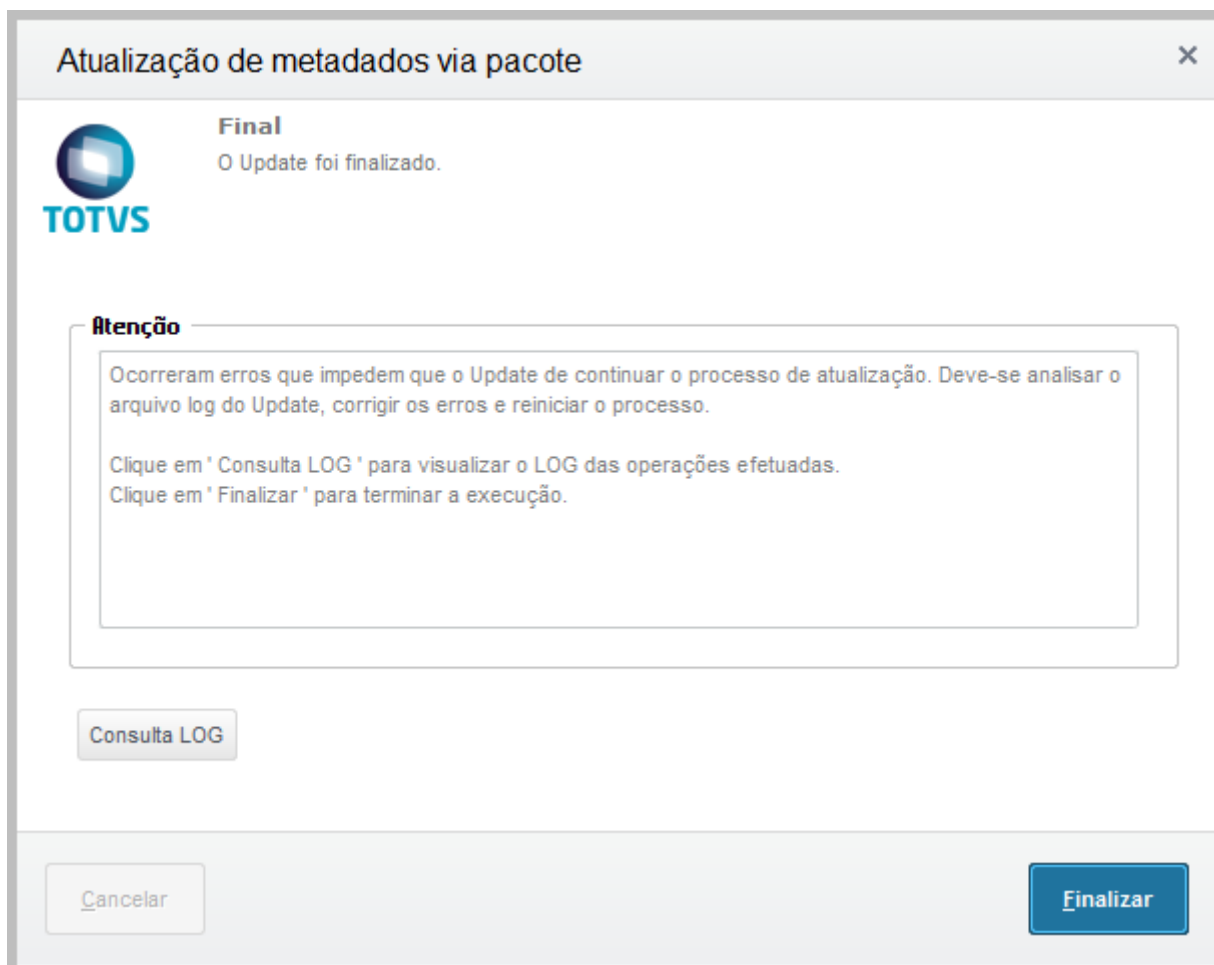 Atualização de metadados via pacote
Final
O Update foi finalizado.
TOTVS
Atenção
Ocorreram erros que impedem que o Update de continuar o processo de atualização. Deve-se analisar o
arquivo log do Update, corrigir os erros e reiniciar o processo.
Clique em ' Consulta LOG ' para visualizar o LOG das operações efetuadas.
Clique em ' Finalizar ' para terminar a execução.
Consulta LOG
Cancelar
Finalizar